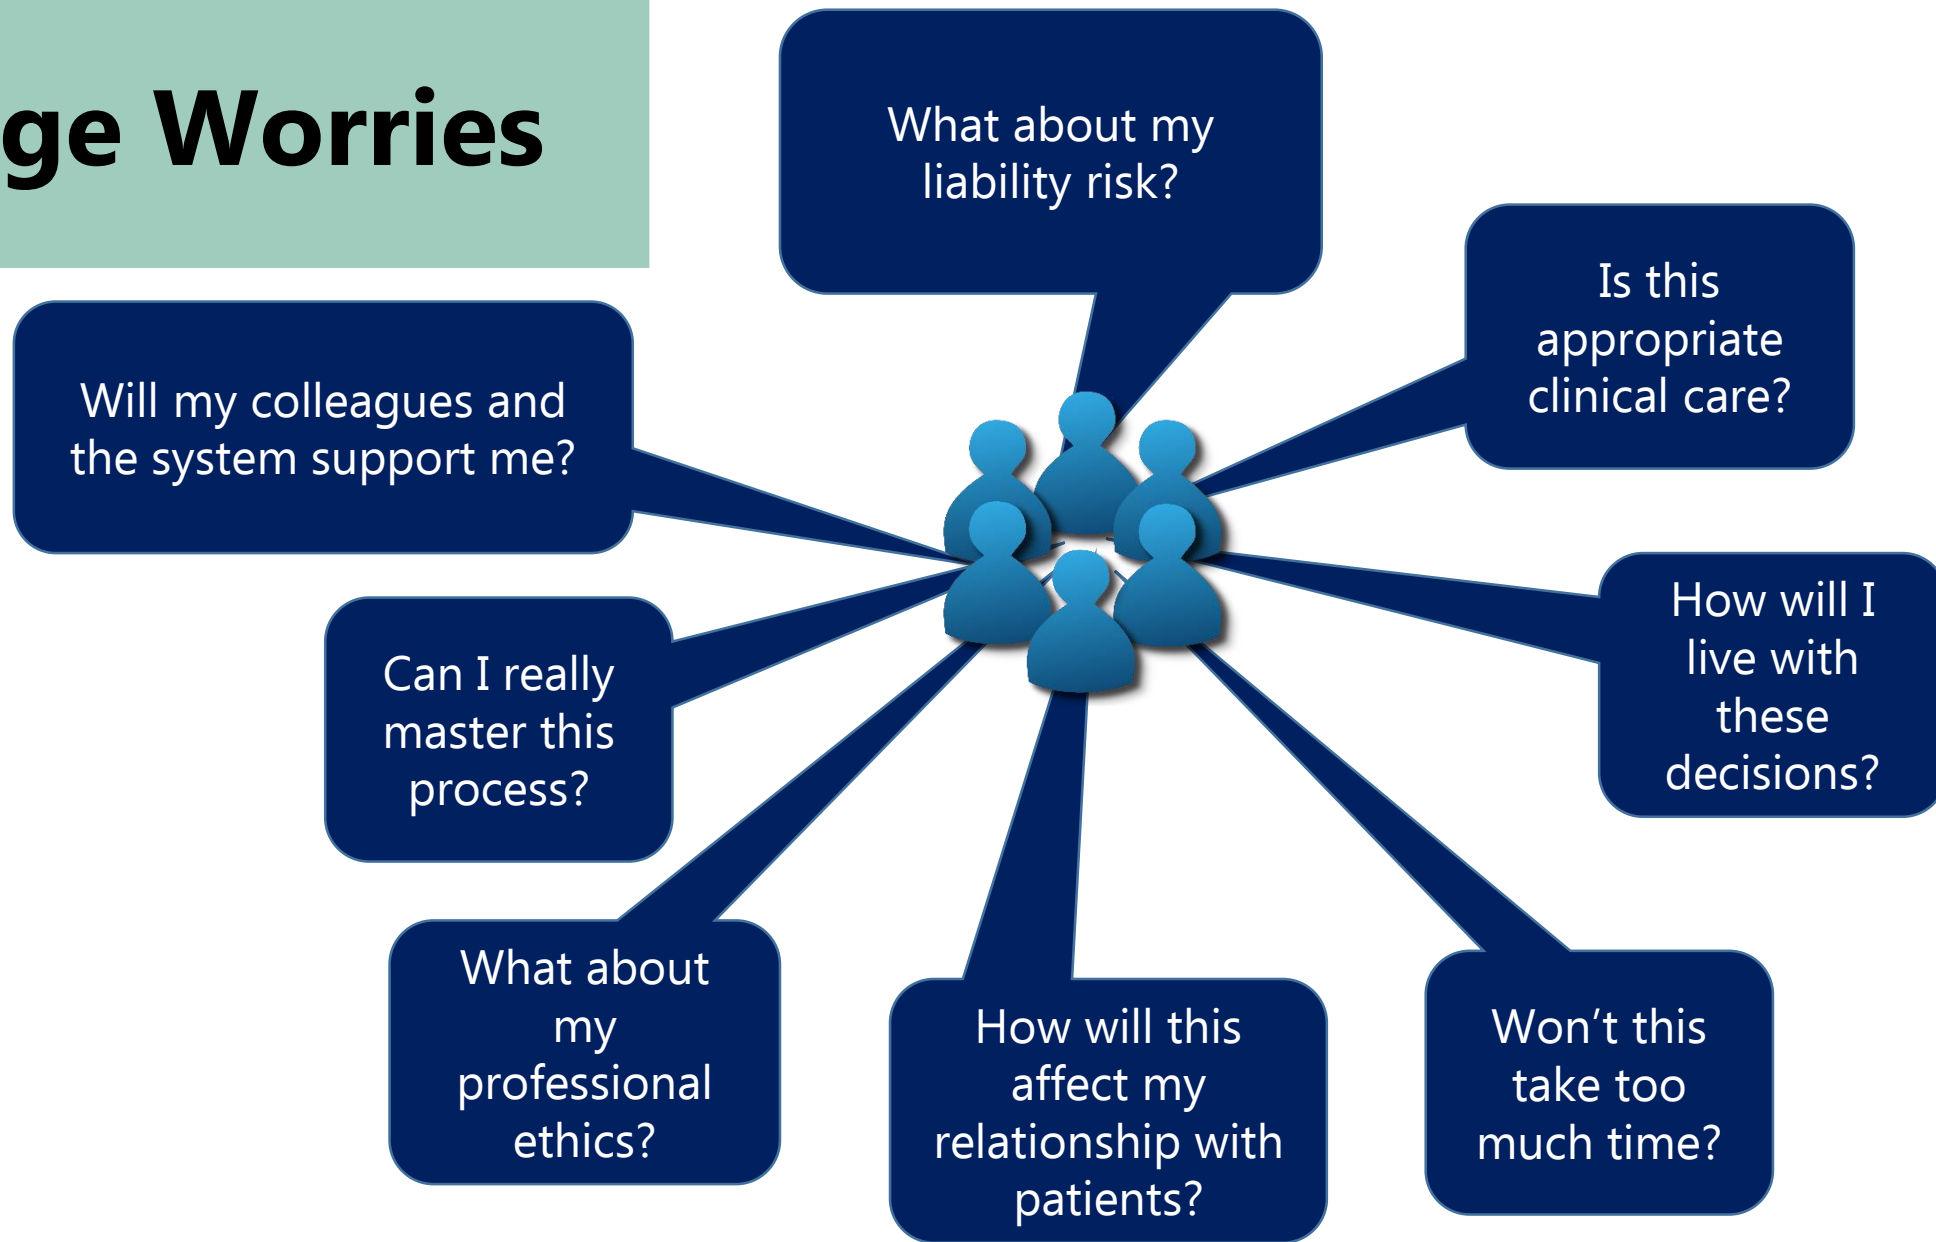 ge Worries
What about my
liability risk?
Is this
appropriate
clinical care?
Will my colleagues and
the system support me?
How will I
live with
these
decisions?
Can I really
master this
process?
What about
my
professional
ethics?
How will this
affect my
relationship with
patients?
Won’t this
take too
much time?